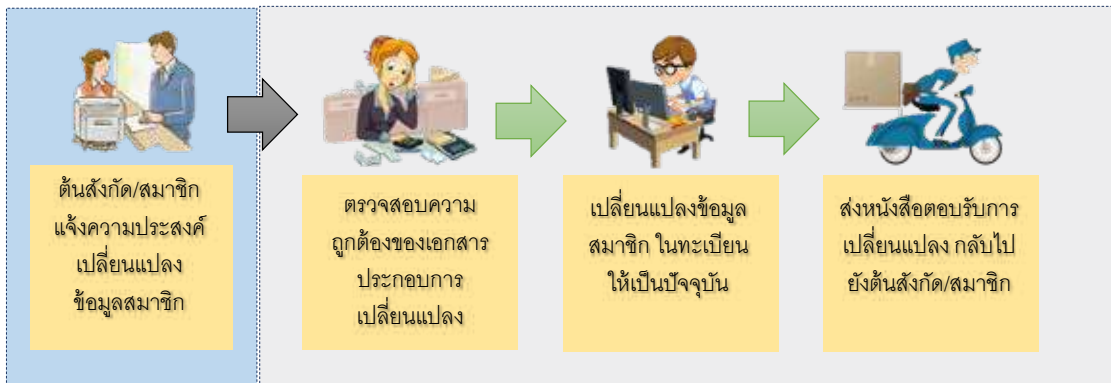 ต้นสังกัด/สมาชิก
แจ้งความประสงค์
เปลี่ยนแปลง
ข้อมูลสมาชิก
ตรวจสอบความ
ถูกต้องของเอกสาร
ประกอบการ
เปลี่ยนแปลง
เปลี่ยนแปลงข้อมูล
สมาชิก ในทะเบียน
ให้เป็นปัจจุบัน
ส่งหนังสือตอบรับการ
เปลี่ยนแปลง กลับไป
ยังต้นสังกัด/สมาชิก